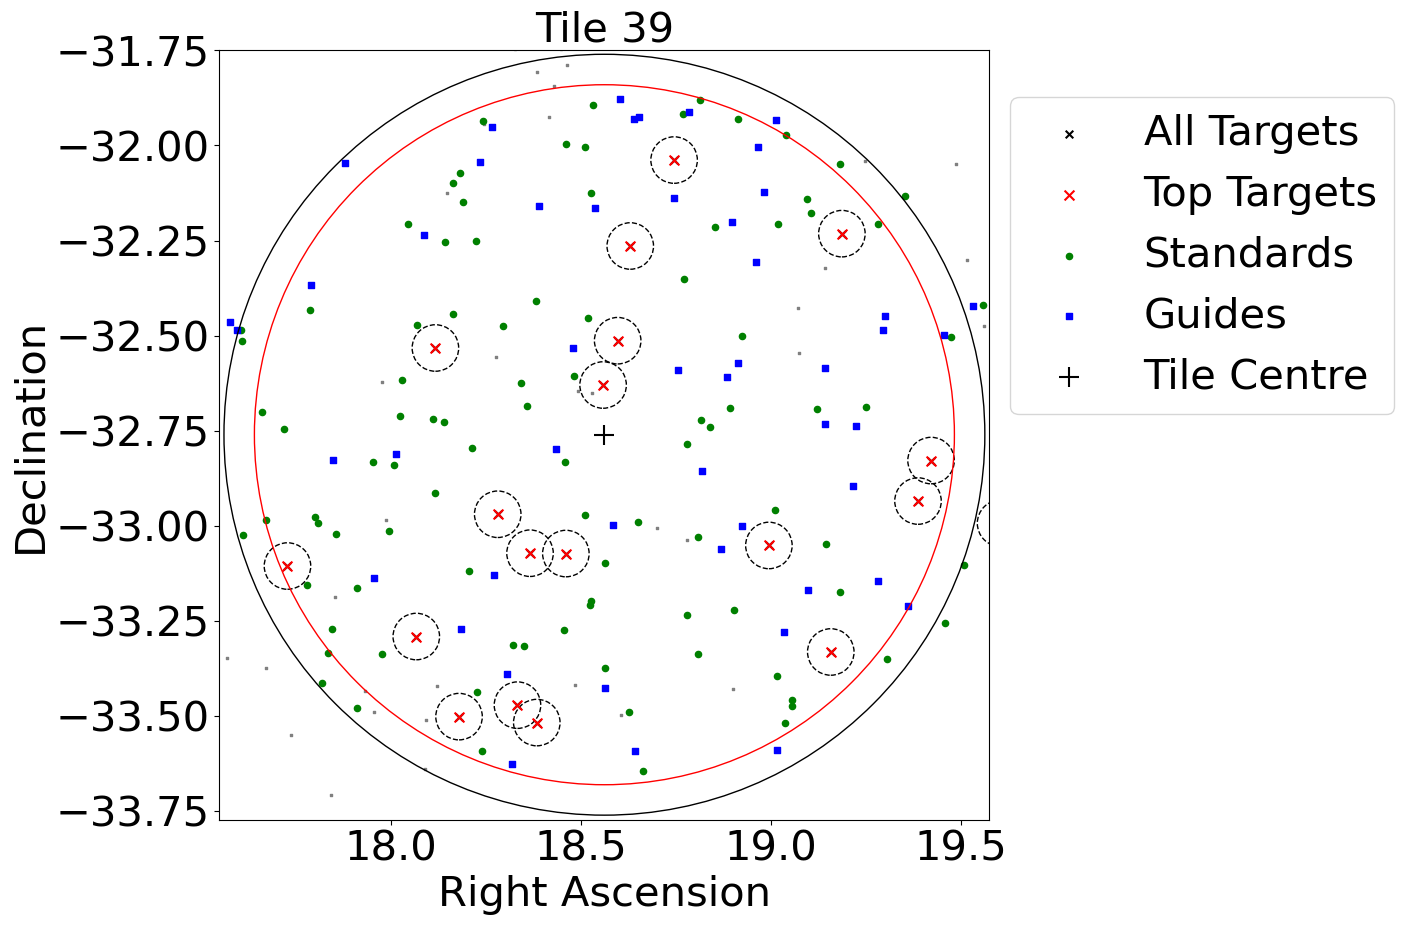 Tile 39
−31.75
−32.00
−32.25
−32.50
−32.75
−33.00
−33.25
−33.50
−33.75
Declination
18.0 18.5 19.0 19.5
Right Ascension
All Targets
Top Targets
Standards
Guides
Tile Centre